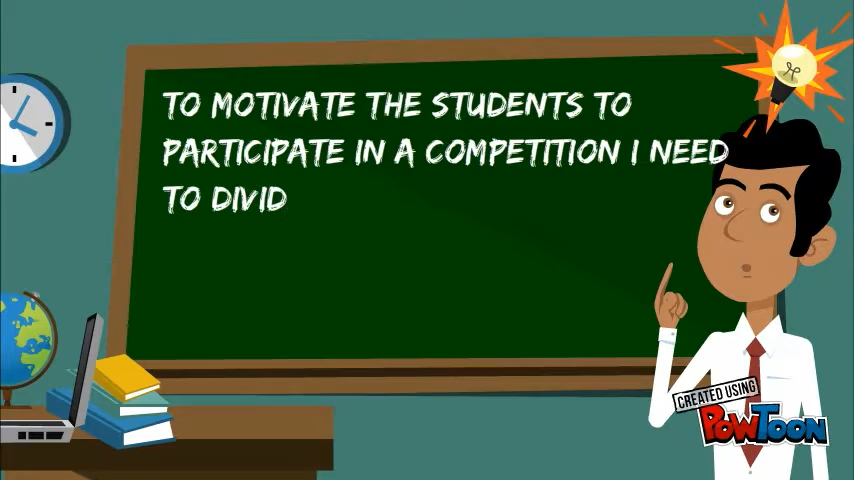 TO MOTIVATE THE STUDENTS TO
PARTICIPATE IN A COMPETITION I NEED
TO DIVID
CREATED USING
POWTOON